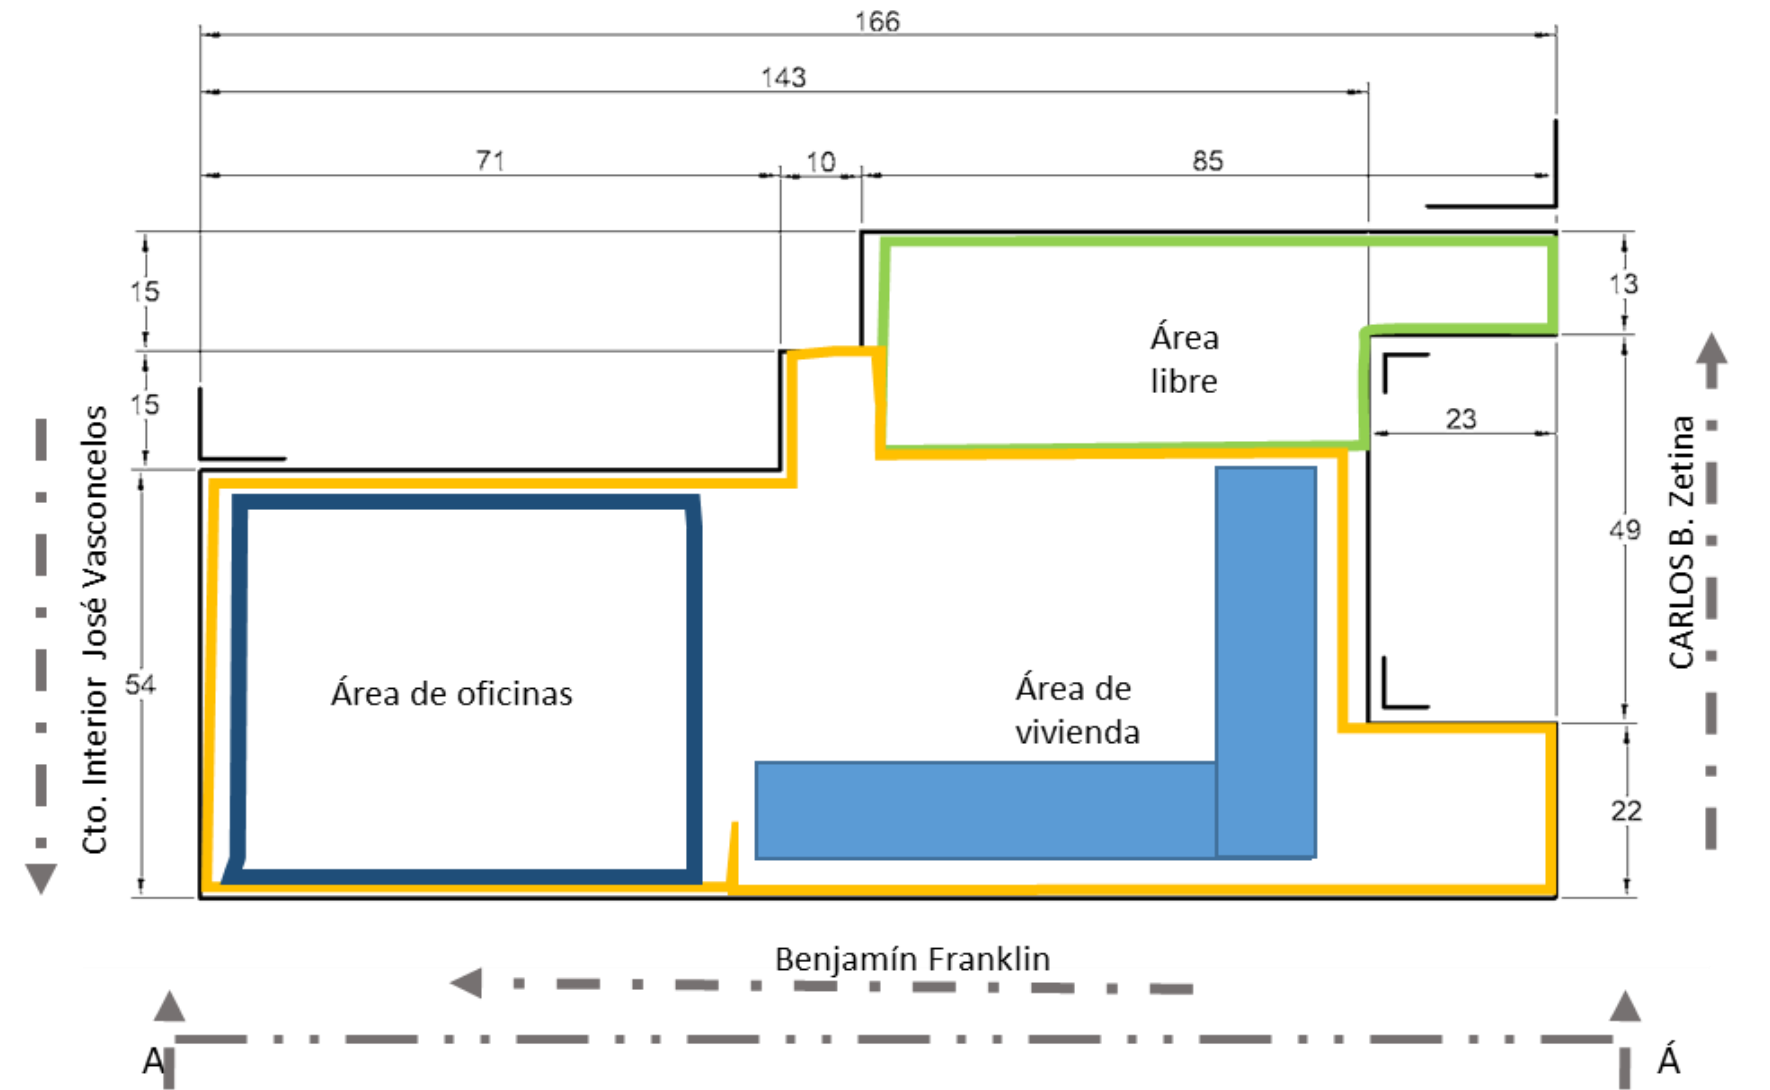 166
143
71
10
85
15
13
Área
libre
15
23
Cto. Interior José Vasconcelos
CARLOS B. Zetina
49
54
Área de oficinas
Área de
vivienda
22
Benjamín Franklin
A
Á